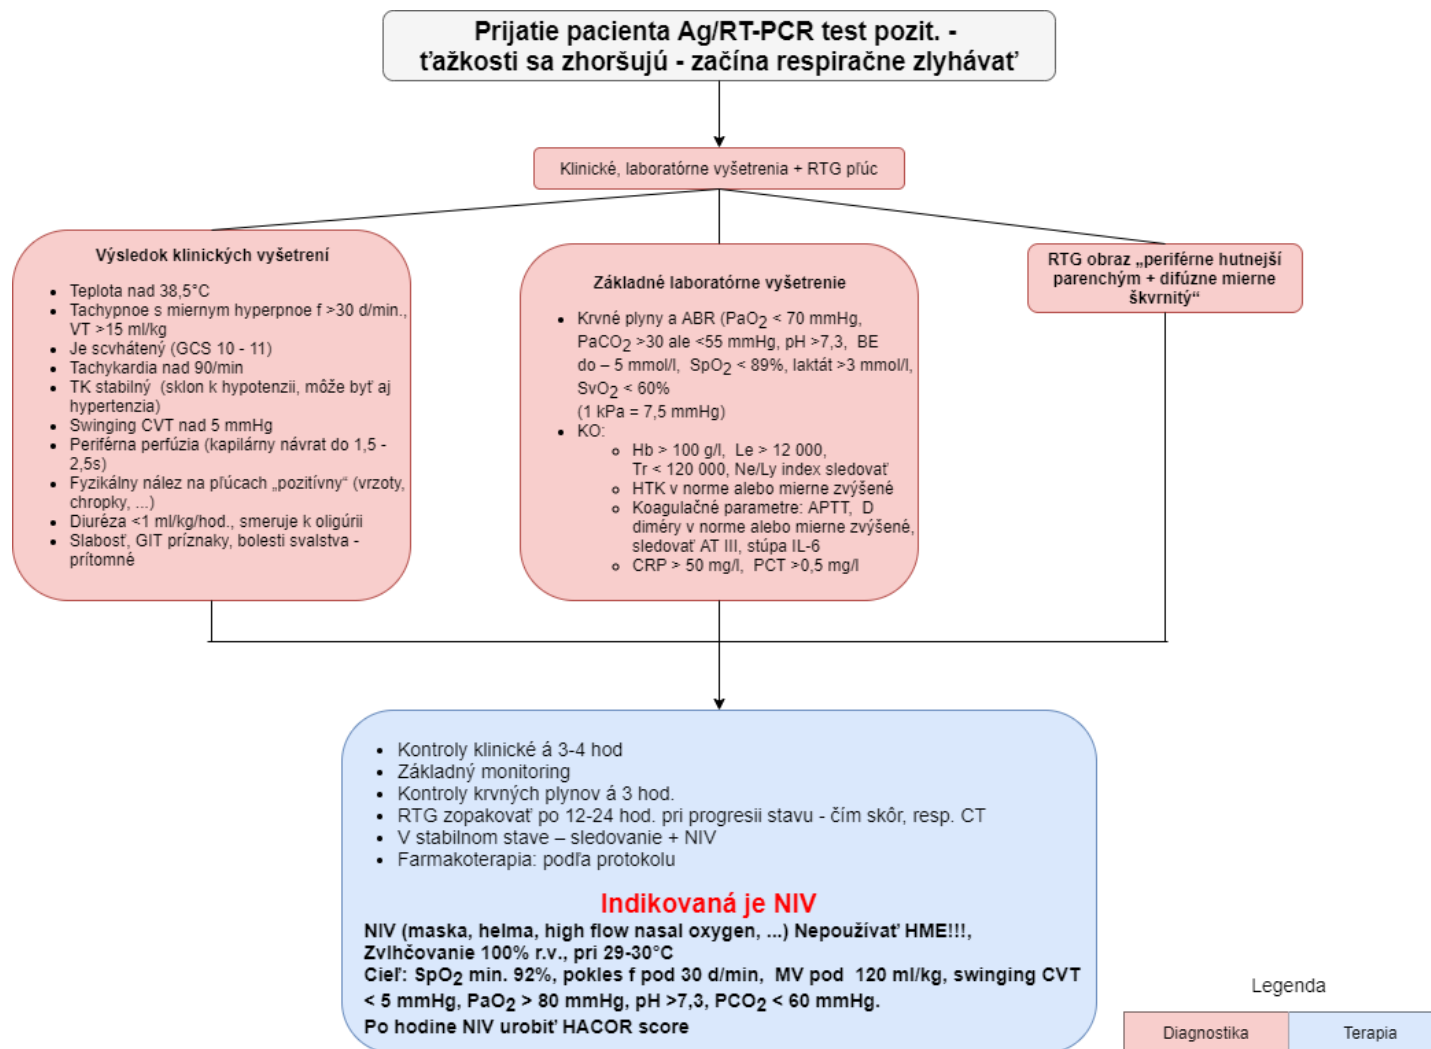 Prijatie pacienta Ag/RT-PCR test pozit. -
ťažkosti sa zhoršujú - začína respiračne zlyhávať
Klinické, laboratórne vyšetrenia + RTG pľúc
Výsledok klinických vyšetrení
• Teplota nad 38,5°C
• Tachypnoe s miernym hyperpnoe f >30 d/min.,
VT >15 ml/kg
• Je scvhátený (GCS 10 - 11)
• Tachykardia nad 90/min
• TK stabilný (sklon k hypotenzii, môže byť aj
hypertenzia)
• Swinging CVT nad 5 mmHg
• Periférna perfúzia (kapilárny návrat do 1,5 -
2,5s)
• Fyzikálny nález na pľúcach „pozitívny“ (vrzoty,
chropky, ...)
• Diuréza <1 ml/kg/hod., smeruje k oligúrii
• Slabosť, GIT príznaky, bolesti svalstva -
prítomné
Základné laboratórne vyšetrenie
• Krvné plyny a ABR (PaO2 < 70 mmHg,
PaCO2 >30 ale <55 mmHg, pH >7,3, BE
do – 5 mmol/l, SpO2 < 89%, laktát >3 mmol/l,
SvO2 < 60%
(1 kPa = 7,5 mmHg)
• KO:
○ Hb > 100 g/l, Le > 12 000,
Tr < 120 000, Ne/Ly index sledovať
○ HTK v norme alebo mierne zvýšené
○ Koagulačné parametre: APTT, D
diméry v norme alebo mierne zvýšené,
sledovať AT III, stúpa IL-6
○ CRP > 50 mg/l, PCT >0,5 mg/l
RTG obraz „periférne hutnejší
parenchým + difúzne mierne
škvrnitý“
• Kontroly klinické á 3-4 hod
• Základný monitoring
• Kontroly krvných plynov á 3 hod.
• RTG zopakovať po 12-24 hod. pri progresii stavu - čím skôr, resp. CT
• V stabilnom stave – sledovanie + NIV
• Farmakoterapia: podľa protokolu
Indikovaná je NIV
NIV (maska, helma, high flow nasal oxygen, ...) Nepoužívať HME!!!,
Zvlhčovanie 100% r.v., pri 29-30°C
Cieľ: SpO2 min. 92%, pokles f pod 30 d/min, MV pod 120 ml/kg, swinging CVT
< 5 mmHg, PaO2 > 80 mmHg, pH >7,3, PCO2 < 60 mmHg.
Po hodine NIV urobiť HACOR score
Legenda
Diagnostika
Terapia